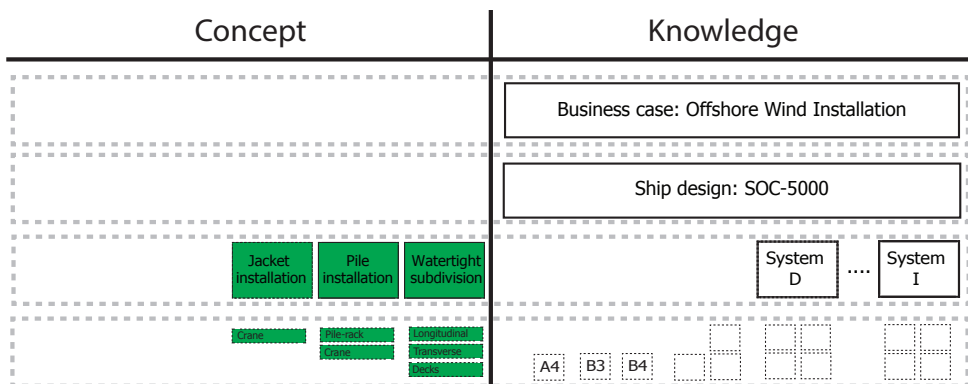 Concept
Knowledge
Business case: Offshore Wind Installation
Ship design: SOC-5000
Jacket
installation
Pile
installation
Watertight
subdivision
System
D
....
System
I
Crane
Pile-rack
Crane
Longitudinal
Transverse
Decks
A4
B3
B4